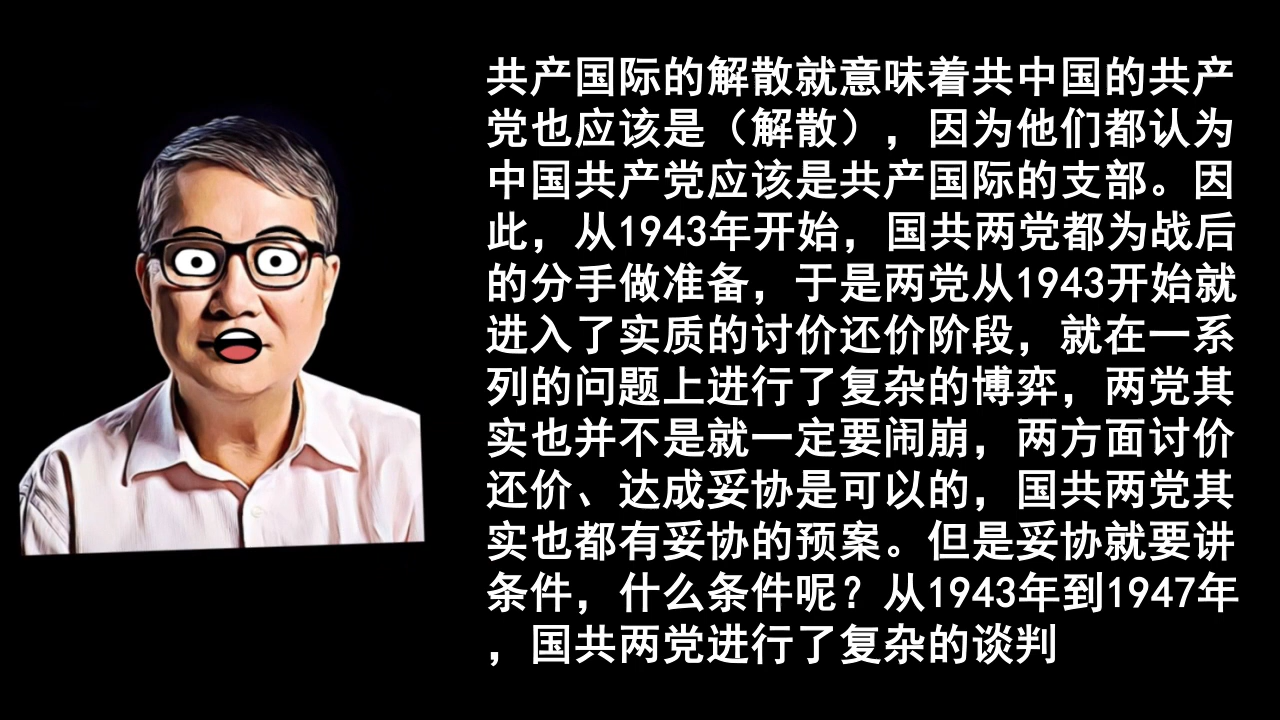 共产国际的解散就意味着共中国的共产
党也应该是（解散），因为他们都认为
中国共产党应该是共产国际的支部。因
此，从1943年开始，国共两党都为战后
的分手做准备，于是两党从1943开始就
进入了实质的讨价还价阶段，就在一系
列的问题上进行了复杂的博弈，两党其
实也并不是就一定要闹崩，两方面讨价
还价、达成妥协是可以的，国共两党其
实也都有妥协的预案。但是妥协就要讲
条件，什么条件呢？从1943年到1947年
，国共两党进行了复杂的谈判